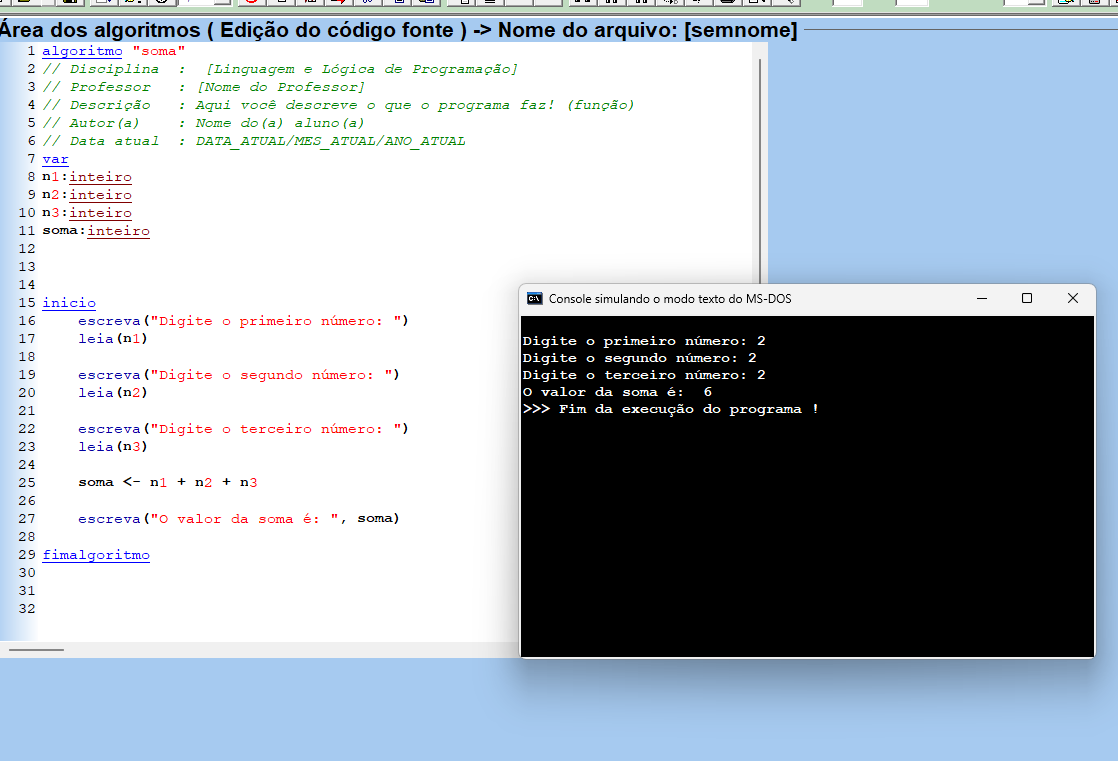 Área dos algoritmos ( Edição do código fonte ) -> Nome do arquivo: [semnome]
1 algoritmo "soma"
2 // Disciplina  :  [Linguagem e Lógica de Programação]
3 // Professor   : [Nome do Professor]
4 // Descrição   : Aqui você descreve o que o programa faz! (função)
5 // Autor(a)    : Nome do(a) aluno(a)
6 // Data atual  : DATA_ATUAL/MES_ATUAL/ANO_ATUAL
7 var
8 n1:inteiro
9 n2:inteiro
10 n3:inteiro
11 soma:inteiro
12
13
14
15 inicio
16     escreva("Digite o primeiro número: ")
17     leia(n1)
18
19     escreva("Digite o segundo número: ")
20     leia(n2)
21
22     escreva("Digite o terceiro número: ")
23     leia(n3)
24
25     soma <- n1 + n2 + n3
26
27     escreva("O valor da soma é: ", soma)
28
29 fimalgoritmo
30
31
32
Console simulando o modo texto do MS-DOS
Digite o primeiro número: 2
Digite o segundo número: 2
Digite o terceiro número: 2
O valor da soma é:  6
>>> Fim da execução do programa !